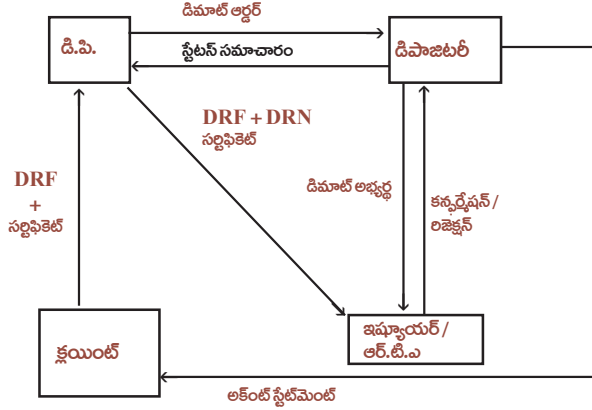 డిమాట్ ఆర్డర్
డి.పి.
స్టేటస్ సమాచారం
డిపాజిటరీ
DRF + DRN
సర్టిఫికెట్
డిమాట్ అభ్యర్థ
కన్ఫర్మేషన్ /
రిజెక్షన్
DRF
+
సర్టిఫికెట్
ఇష్యూయర్ /
ఆర్.టి.ఎ
క్లయింట్
అకౌంట్ స్టేట్‌మెంట్